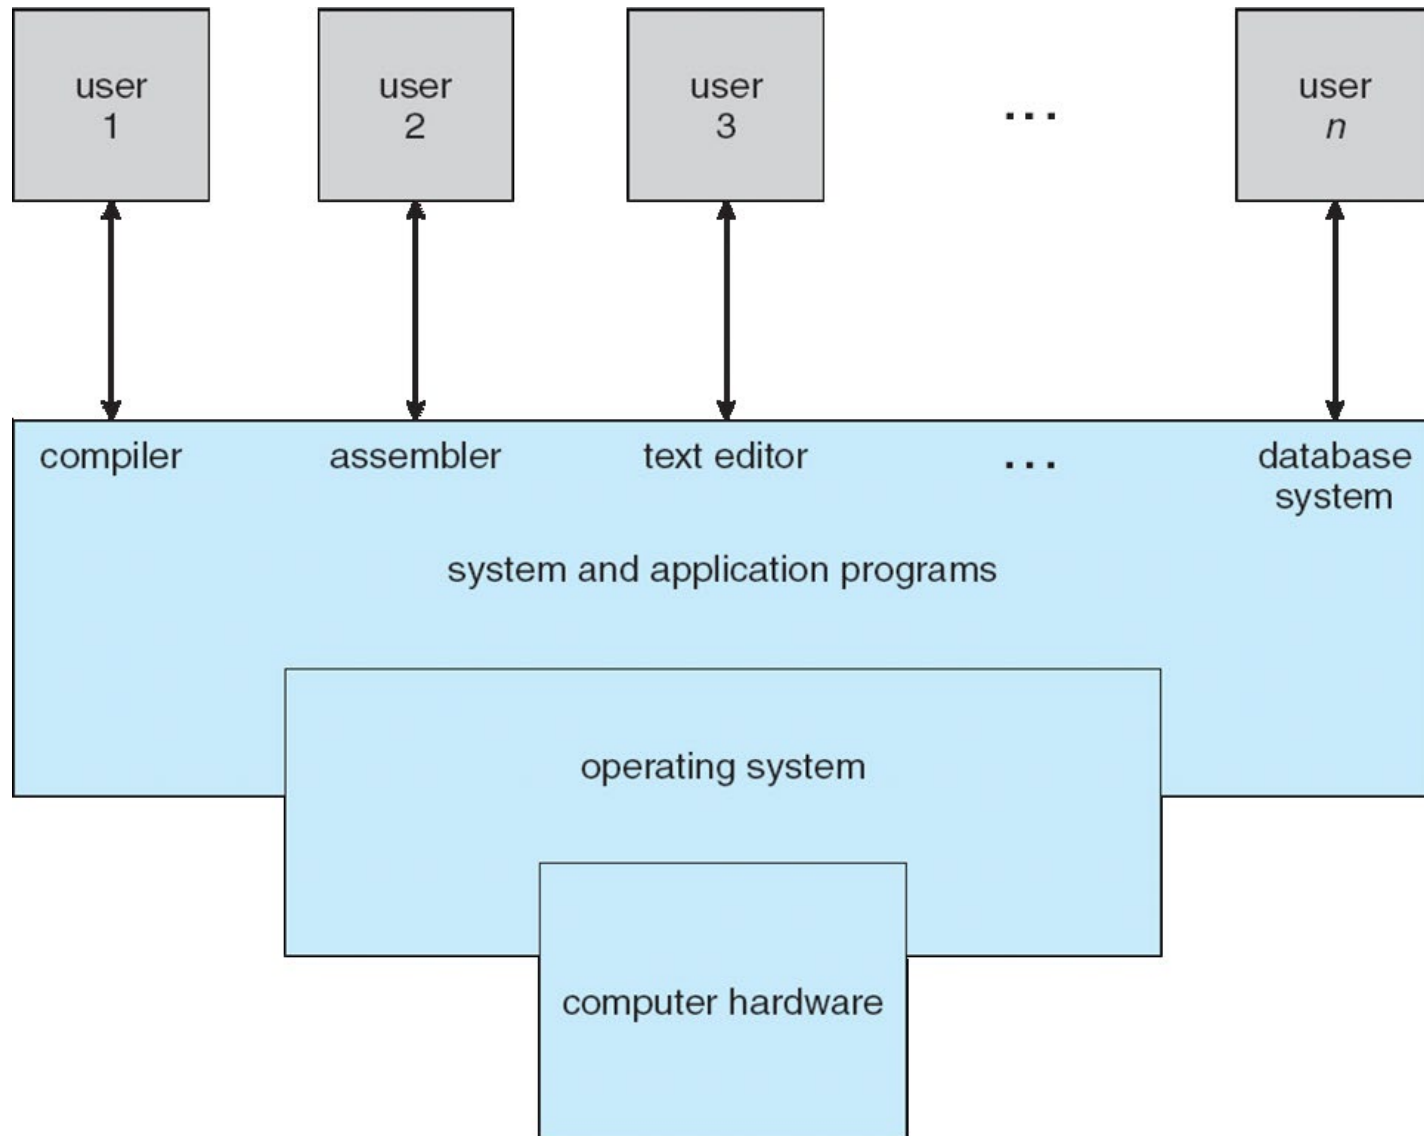 user
1
user
2
user
3
...
user
n
compiler
assembler
text editor
...
database
system
system and application programs
operating system
computer hardware